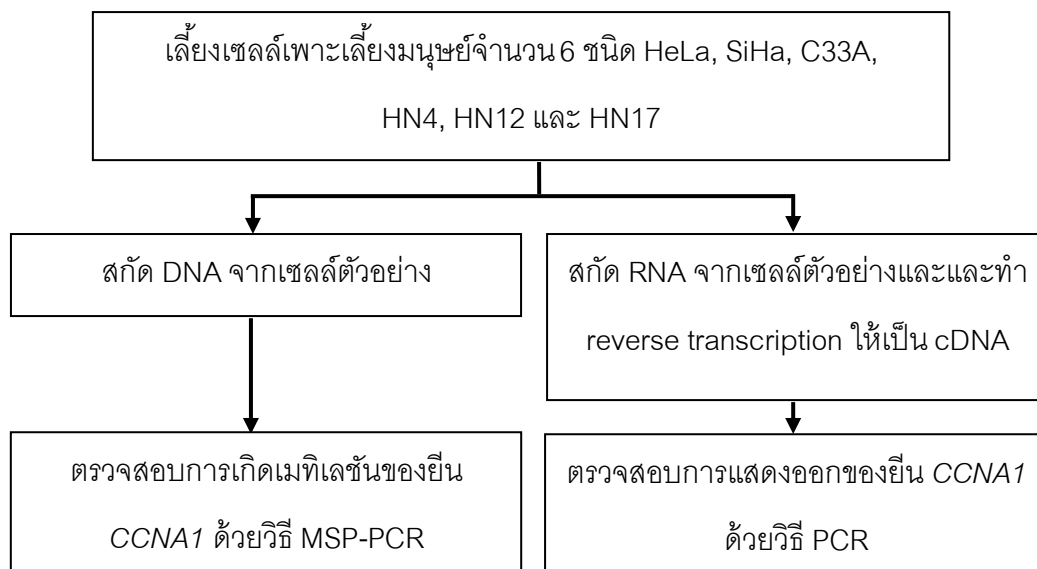 เลี้ยงเซลล์เพาะเลี้ยงมนุษย์จำนวน 6 ชนิด HeLa, SiHa, C33A,
HN4, HN12 และ HN17
สกัด DNA จากเซลล์ตัวอย่าง
สกัด RNA จากเซลล์ตัวอย่างและและทำ
reverse transcription ให้เป็น cDNA
ตรวจสอบการเกิดเมทิเลชันของยีน
CCNA1 ด้วยวิธี MSP-PCR
ตรวจสอบการแสดงออกของยีน CCNA1
ด้วยวิธี PCR